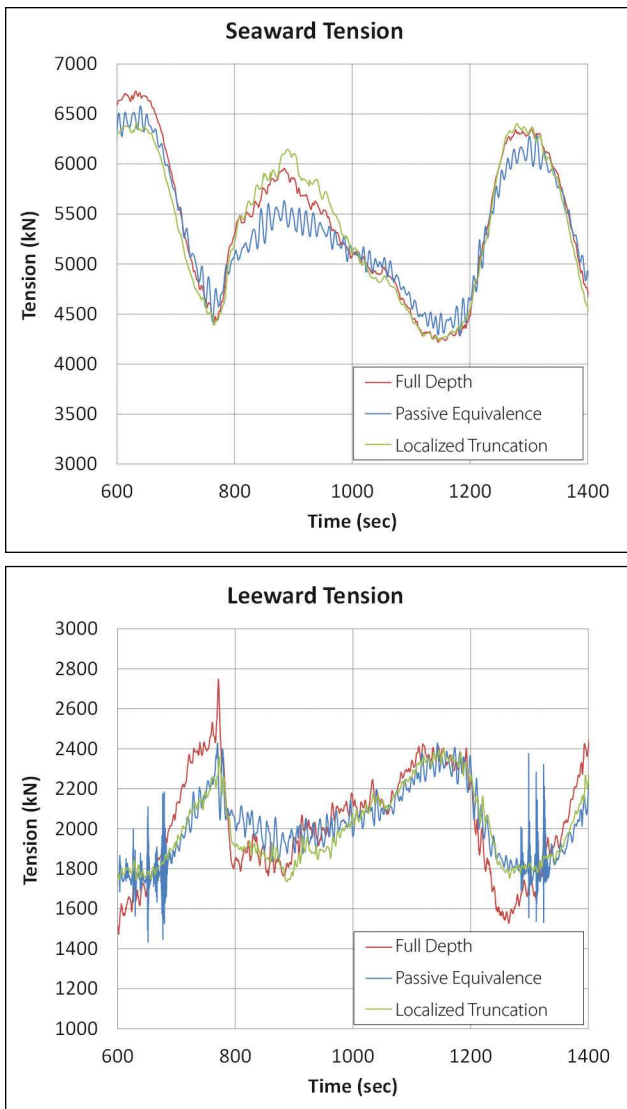 Seaward Tension
7000
6500
6000
5500
5000
4500
4000
3500
3000
Tension (kN)
Full Depth
Passive Equivalence
Localized Truncation
600 800 1000 1200 1400
Time (sec)
Leeward Tension
3000
2800
2600
2400
2200
2000
1800
1600
1400
1200
1000
Tension (kN)
Full Depth
Passive Equivalence
Localized Truncation
600 800 1000 1200 1400
Time (sec)